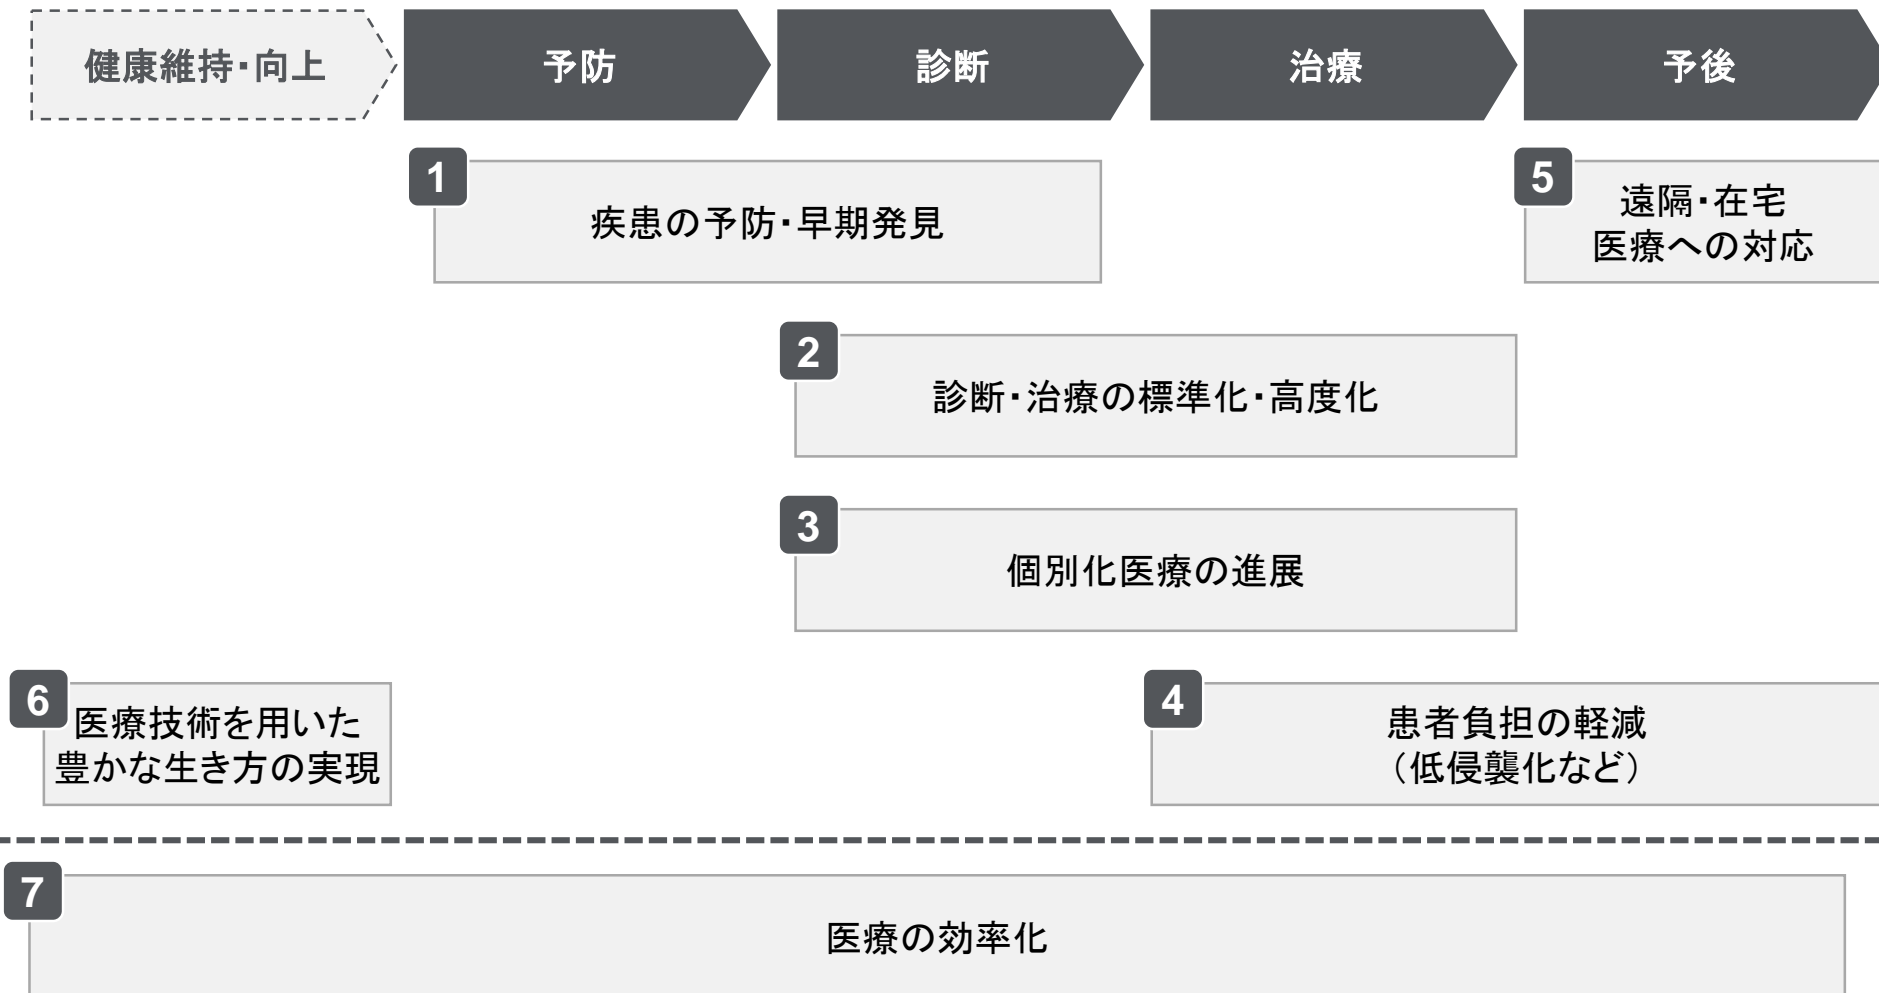 健康維持・向上
予防
診断
治療
予後
1
疾患の予防・早期発見
5
遠隔・在宅
医療への対応
2
診断・治療の標準化・高度化
3
個別化医療の進展
6
医療技術を用いた
豊かな生き方の実現
4
患者負担の軽減
（低侵襲化など）
7
医療の効率化